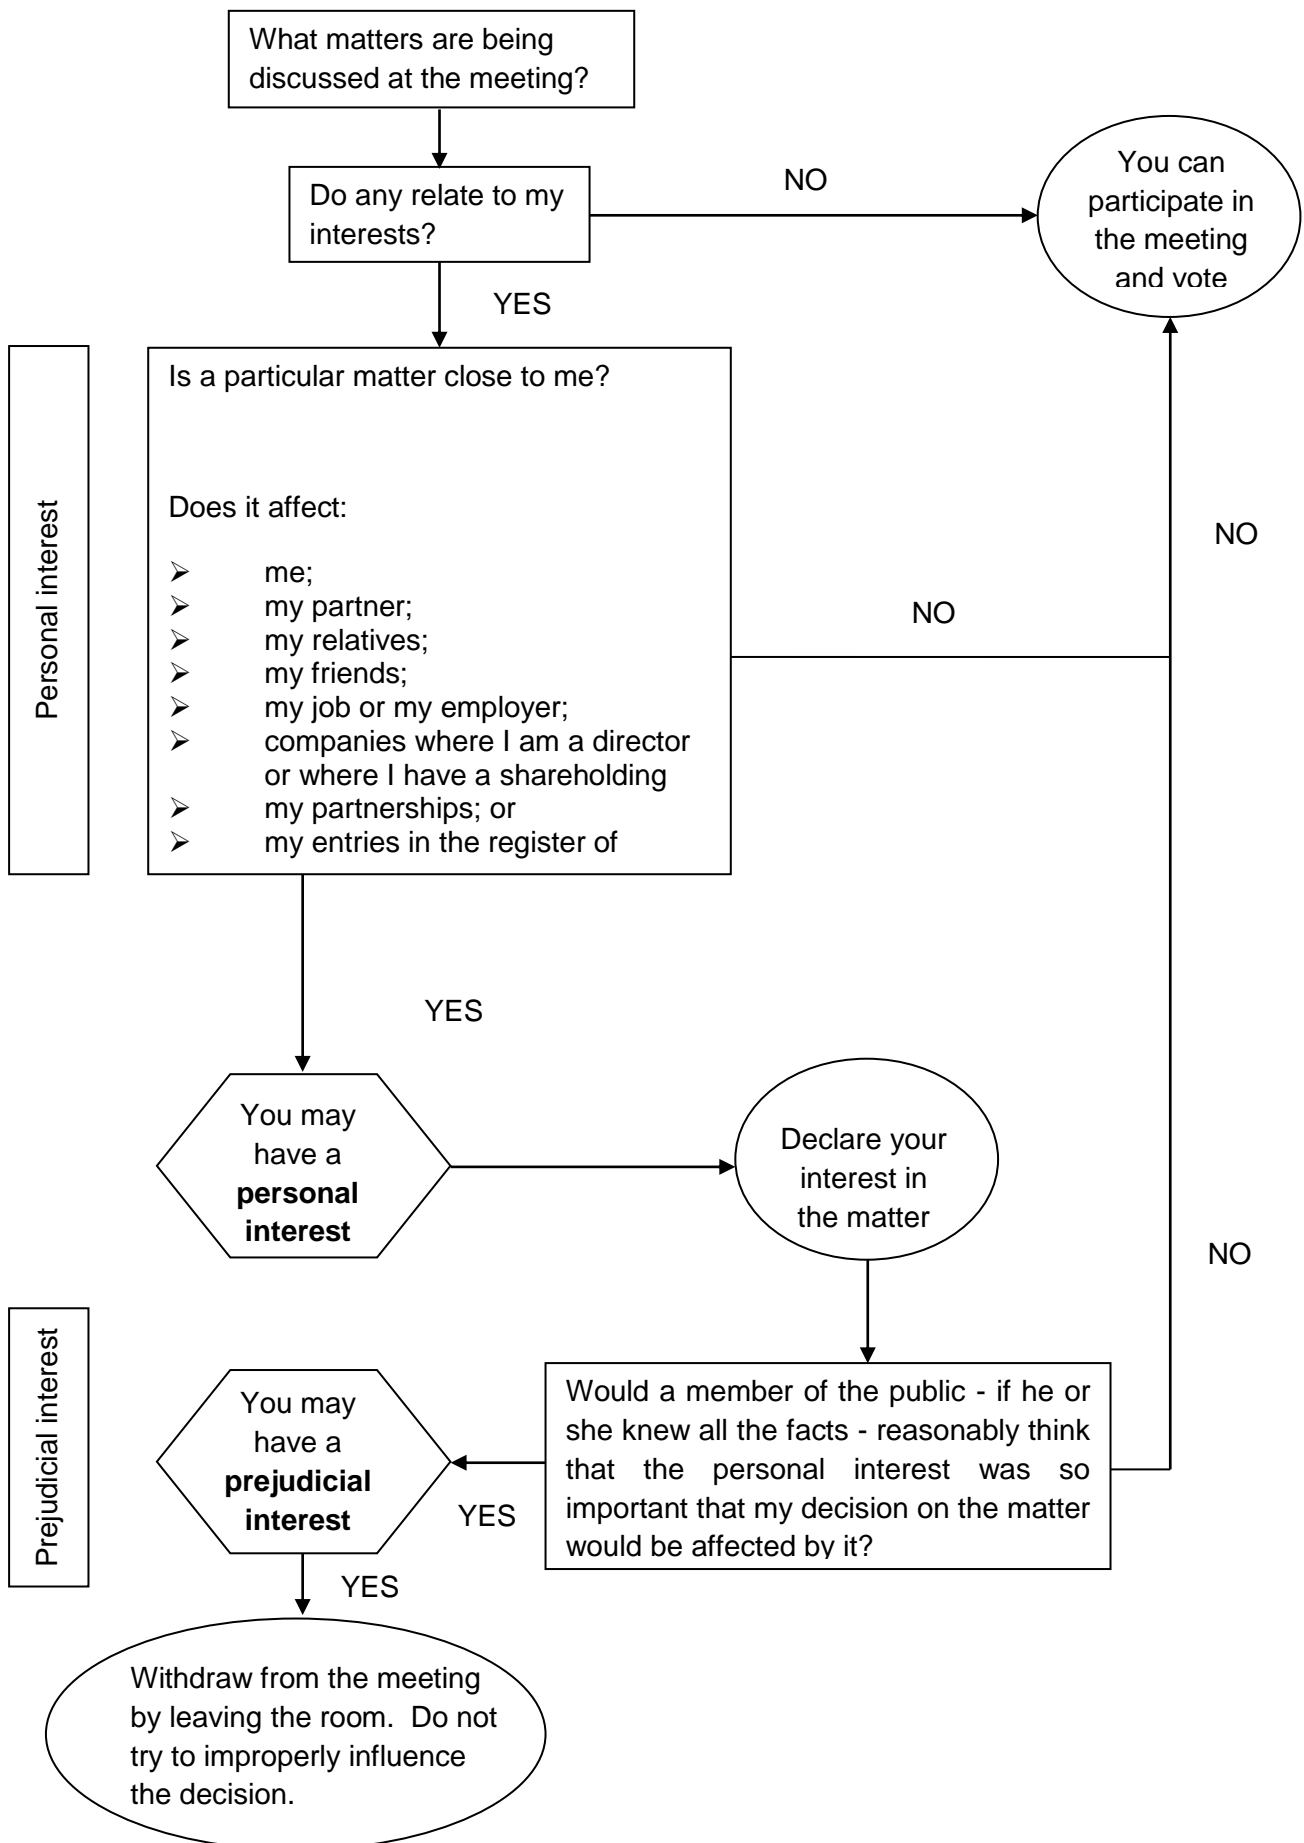 What matters are being
discussed at the meeting?
Do any relate to my
interests?
NO
You can
participate in
the meeting
and vote
YES
Personal interest
Is a particular matter close to me?
Does it affect:
➢ me;
➢ my partner;
➢ my relatives;
➢ my friends;
➢ my job or my employer;
➢ companies where I am a director
or where I have a shareholding
➢ my partnerships; or
➢ my entries in the register of
NO
NO
YES
You may
have a
personal
interest
Declare your
interest in
the matter
NO
Prejudicial interest
You may
have a
prejudicial
interest
YES
Would a member of the public - if he or
she knew all the facts - reasonably think
that the personal interest was so
important that my decision on the matter
would be affected by it?
YES
Withdraw from the meeting
by leaving the room. Do not
try to improperly influence
the decision.